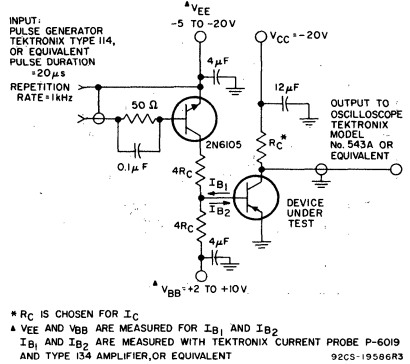 INPUT:
PULSE GENERATOR
TEKTRONIX TYPE 114,
OR EQUIVALENT
PULSE DURATION
=20μs
REPETITION
RATE=1kHz
▲VEE
-5 TO -20V
4μF
50 Ω
0.1μF
2N6105
4RC
IB1
IB2
4RC
4μF
▲VBB=+2 TO +10V
VCC=-20V
12μF
RC*
OUTPUT TO
OSCILLOSCOPE
TEKTRONIX
MODEL
No. 543A OR
EQUIVALENT
DEVICE
UNDER
TEST
* RC IS CHOSEN FOR IC
▲ VEE AND VBB ARE MEASURED FOR IB1 AND IB2
IB1 AND IB2 ARE MEASURED WITH TEKTRONIX CURRENT PROBE P-6019
AND TYPE 134 AMPLIFIER, OR EQUIVALENT
92CS-19586R3